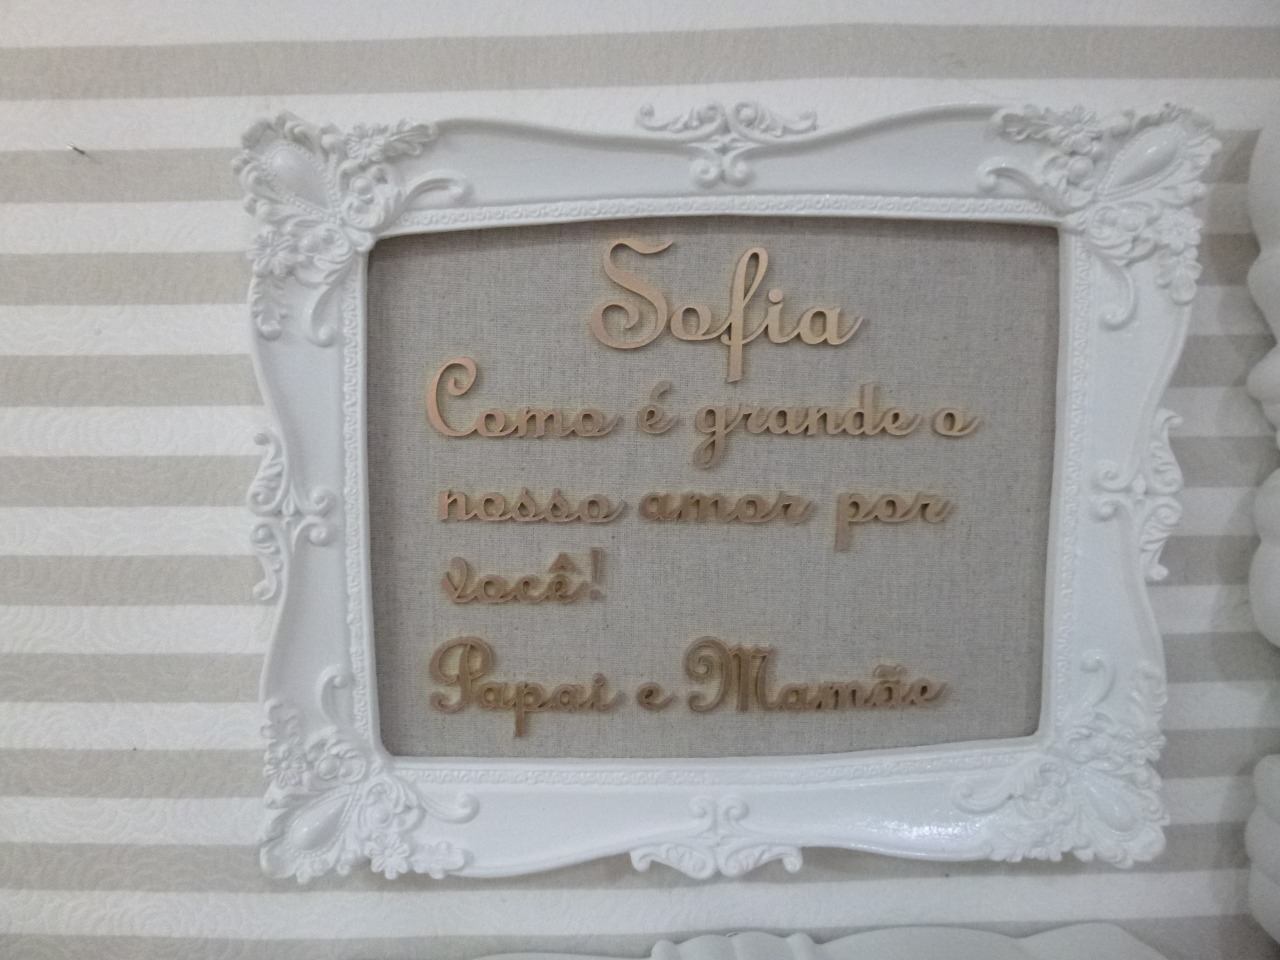 Sofia
Como é grande o
nosso amor por
você!
Papai e Mamãe